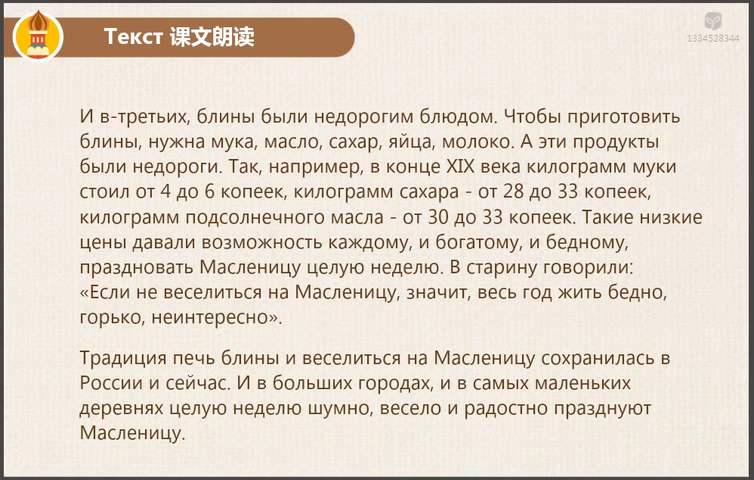 Текст 课文朗读
1334528344
И в-третьих, блины были недорогим блюдом. Чтобы приготовить
блины, нужна мука, масло, сахар, яйца, молоко. А эти продукты
были недороги. Так, например, в конце XIX века килограмм муки
стоил от 4 до 6 копеек, килограмм сахара - от 28 до 33 копеек,
килограмм подсолнечного масла - от 30 до 33 копеек. Такие низкие
цены давали возможность каждому, и богатому, и бедному,
праздновать Масленицу целую неделю. В старину говорили:
«Если не веселиться на Масленицу, значит, весь год жить бедно,
горько, неинтересно».
Традиция печь блины и веселиться на Масленицу сохранилась в
России и сейчас. И в больших городах, и в самых маленьких
деревнях целую неделю шумно, весело и радостно празднуют
Масленицу.